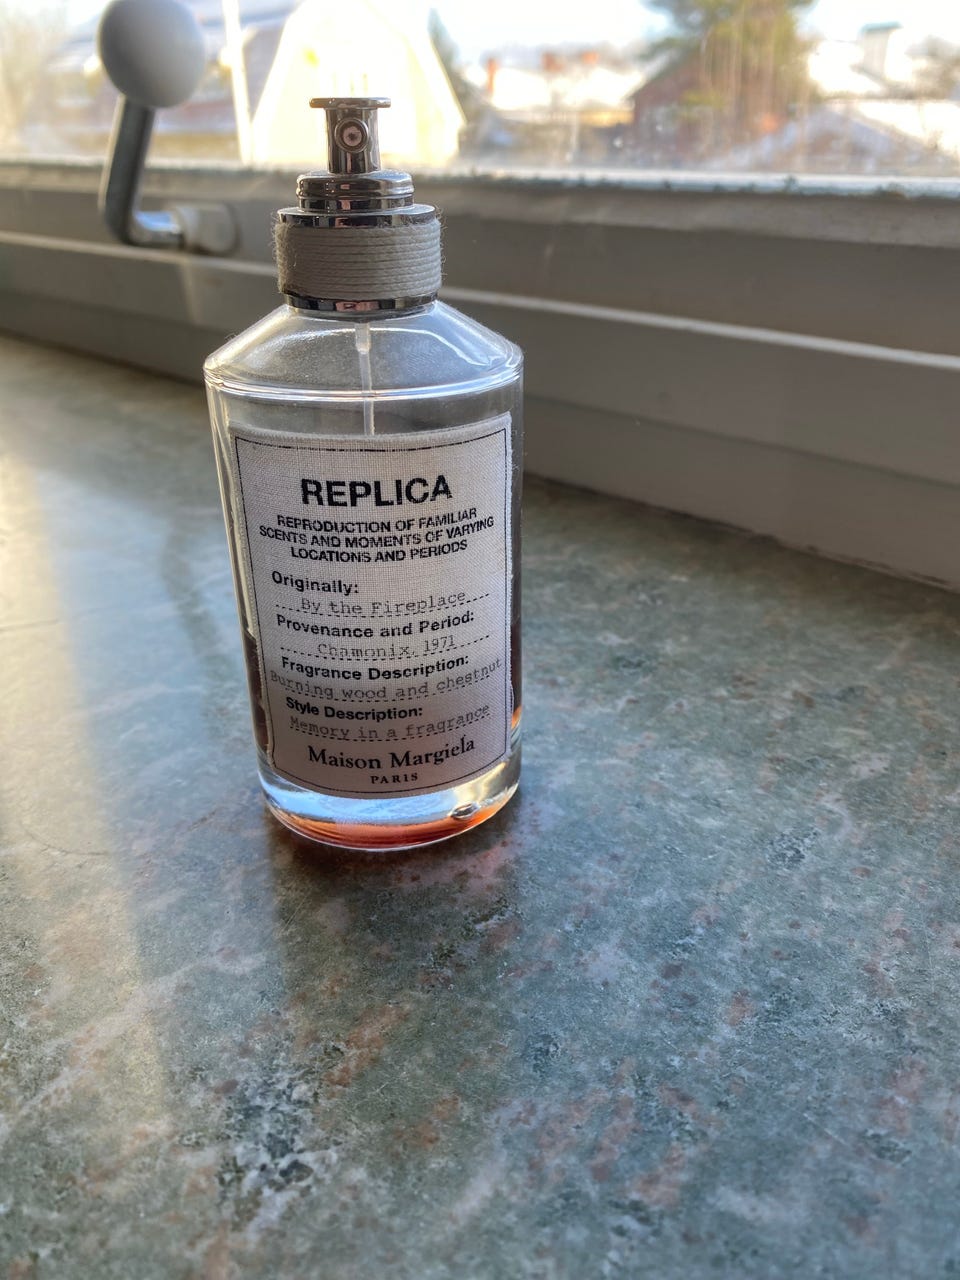 REPLICA
REPRODUCTION OF FAMILIAR
SCENTS AND MOMENTS OF VARYING
LOCATIONS AND PERIODS
Originally:
By the Fireplace
Provenance and Period:
Chamonix, 1971
Fragrance Description:
Burning wood and chestnut
Style Description:
Memory in a fragrance
Maison Margiela
PARIS